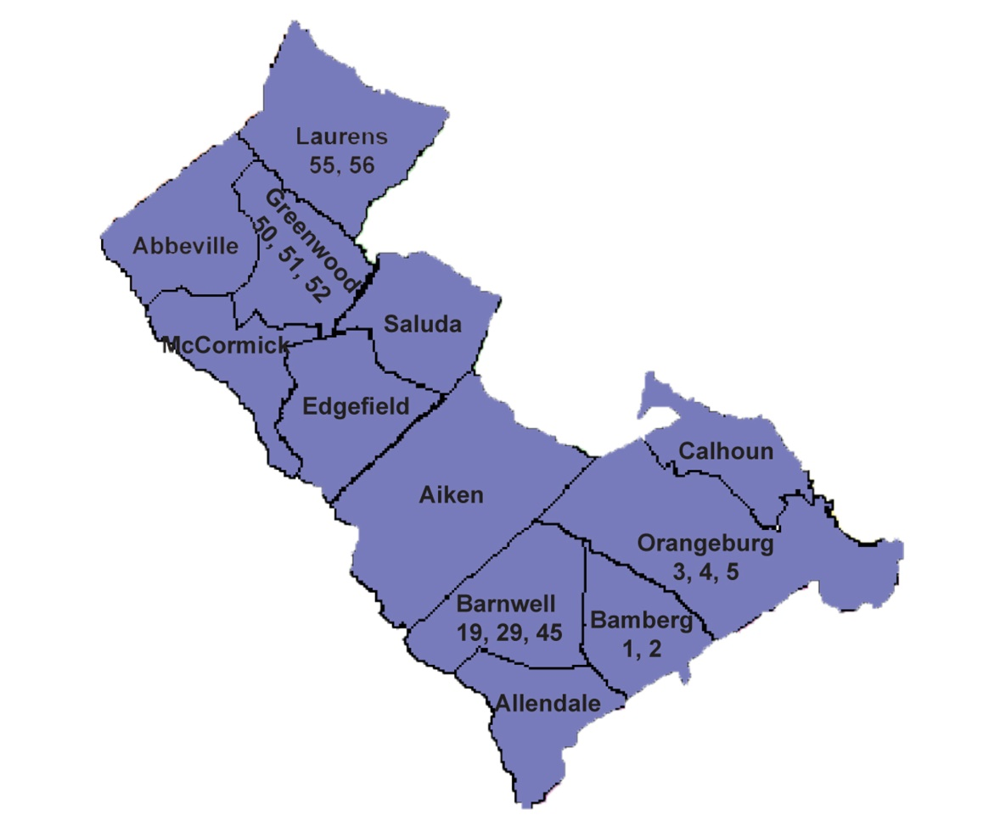 Laurens
55, 56
Greenwood
50, 51, 52
Abbeville
Saluda
McCormick
Edgefield
Calhoun
Aiken
Orangeburg
3, 4, 5
Barnwell
19, 29, 45
Bamberg
1, 2
Allendale